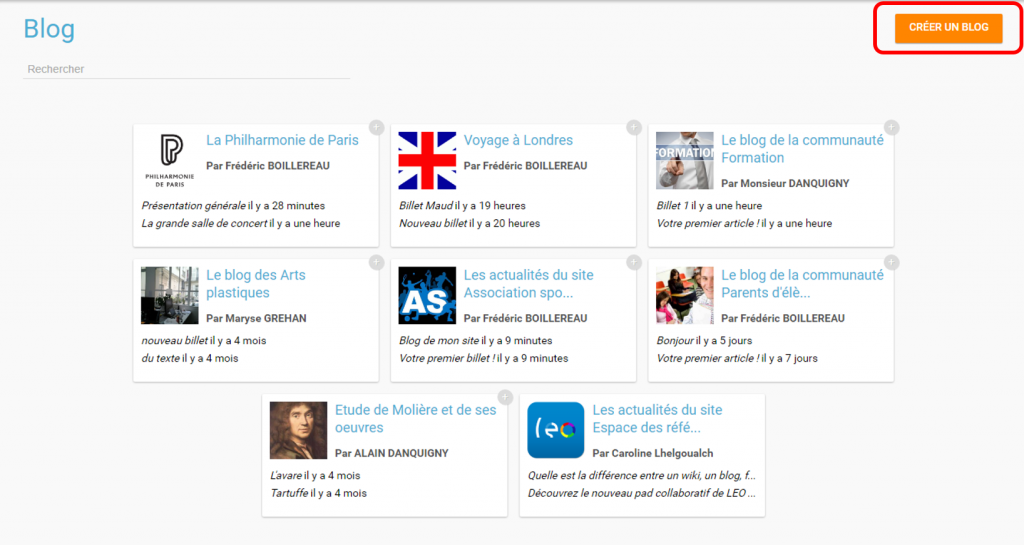 Blog
CRÉER UN BLOG
Rechercher
PHILHARMONIE
DE PARIS
La Philharmonie de Paris
Par Frédéric BOILLEREAU
Présentation générale il y a 28 minutes
La grande salle de concert il y a une heure
Voyage à Londres
Par Frédéric BOILLEREAU
Billet Maud il y a 19 heures
Nouveau billet il y a 20 heures
FORMATION
Le blog de la communauté
Formation
Par Monsieur DANQUIGNY
Billet 1 il y a une heure
Votre premier article ! il y a une heure
Le blog des Arts
plastiques
Par Maryse GREHAN
nouveau billet il y a 4 mois
du texte il y a 4 mois
AS
Les actualités du site
Association spo...
Par Frédéric BOILLEREAU
Blog de mon site il y a 9 minutes
Votre premier billet ! il y a 9 minutes
Le blog de la communauté
Parents d'élè...
Par Frédéric BOILLEREAU
Bonjour il y a 5 jours
Votre premier article ! il y a 7 jours
Etude de Molière et de ses
oeuvres
Par ALAIN DANQUIGNY
L'avare il y a 4 mois
Tartuffe il y a 4 mois
leo
Les actualités du site
Espace des réfé...
Par Caroline Lhelgoualch
Quelle est la différence entre un wiki, un blog, f...
Découvrez le nouveau pad collaboratif de LEO ...